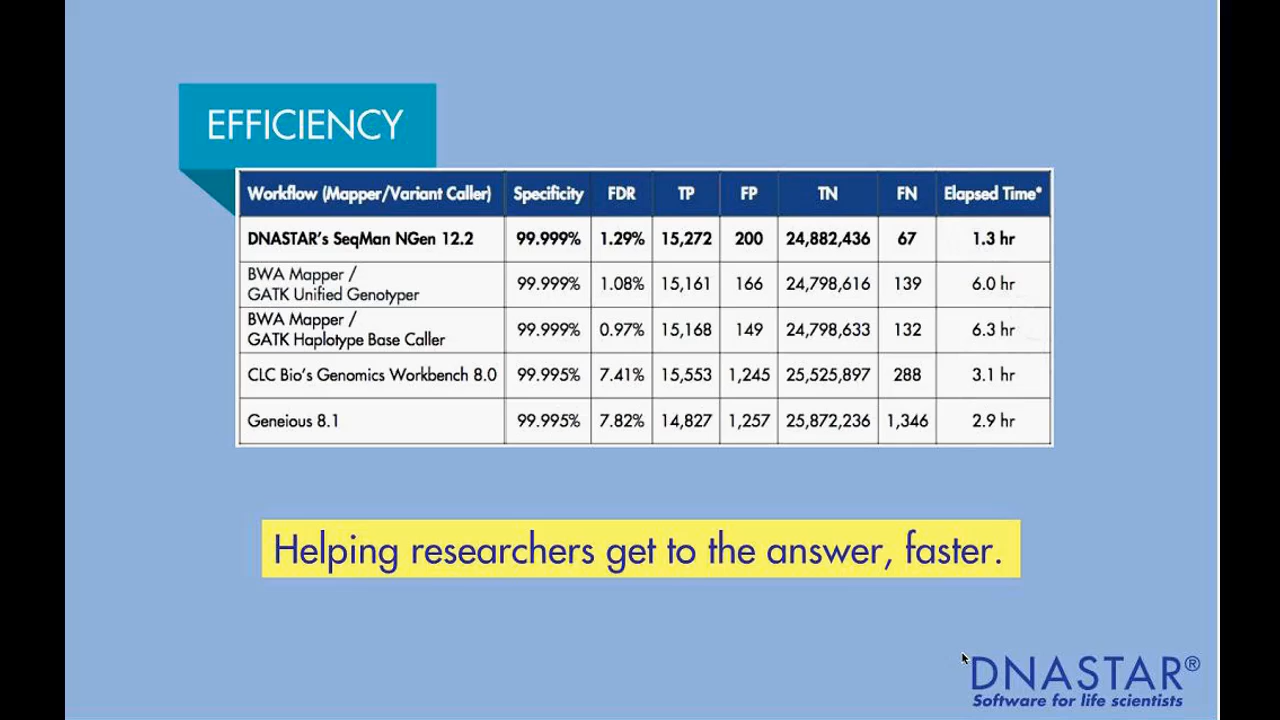 EFFICIENCY
Workflow (Mapper/Variant Caller) Specificity FDR TP FP TN FN Elapsed Time*
DNASTAR's SeqMan NGen 12.2 99.999% 1.29% 15,272 200 24,882,436 67 1.3 hr
BWA Mapper /
GATK Unified Genotyper 99.999% 1.08% 15,161 166 24,798,616 139 6.0 hr
BWA Mapper /
GATK Haplotype Base Caller 99.999% 0.97% 15,168 149 24,798,633 132 6.3 hr
CLC Bio's Genomics Workbench 8.0 99.995% 7.41% 15,553 1,245 25,525,897 288 3.1 hr
Geneious 8.1 99.995% 7.82% 14,827 1,257 25,872,236 1,346 2.9 hr
Helping researchers get to the answer, faster.
DNASTAR®
Software for life scientists